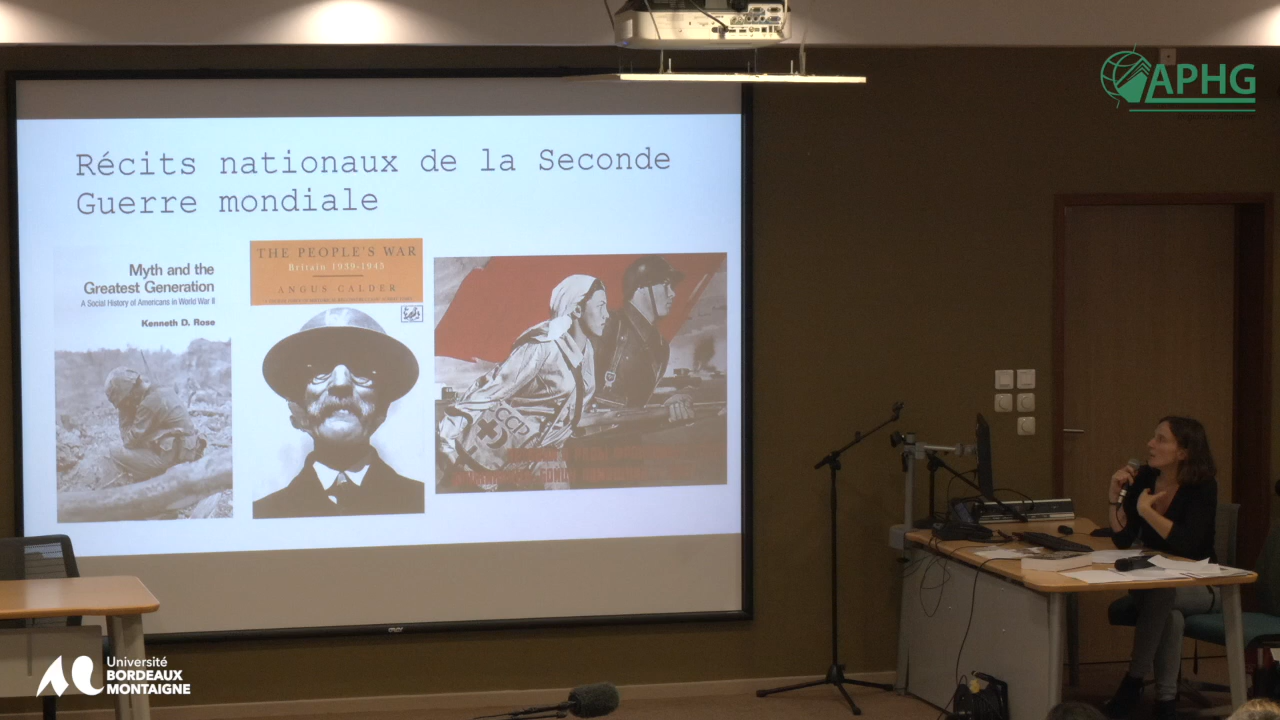 APHG
Récits nationaux de la Seconde
Guerre mondiale
Myth and the
Greatest Generation
A Social History of Americans in World War II
Kenneth D. Rose
THE PEOPLE'S WAR
Britain 1939-1945
ANGUS CALDER
Université
BORDEAUX
MONTAIGNE